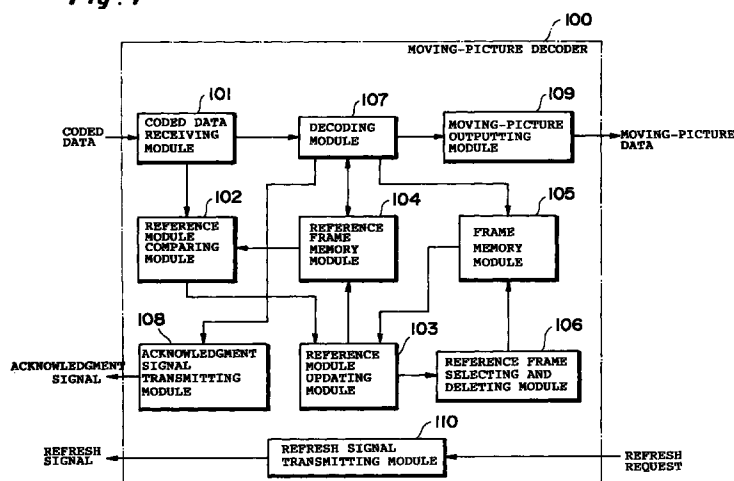 100
MOVING-PICTURE DECODER
101
107
109
CODED
DATA
CODED DATA
RECEIVING
MODULE
DECODING
MODULE
MOVING-PICTURE
OUTPUTTING
MODULE
MOVING-PICTURE
DATA
102
104
105
REFERENCE
MODULE
COMPARING
MODULE
REFERENCE
FRAME
MEMORY
MODULE
FRAME
MEMORY
MODULE
108
103
106
ACKNOWLEDGMENT
SIGNAL
ACKNOWLEDGMENT
SIGNAL
TRANSMITTING
MODULE
REFERENCE
MODULE
UPDATING
MODULE
REFERENCE FRAME
SELECTING AND
DELETING MODULE
110
REFRESH
SIGNAL
REFRESH SIGNAL
TRANSMITTING MODULE
REFRESH
REQUEST